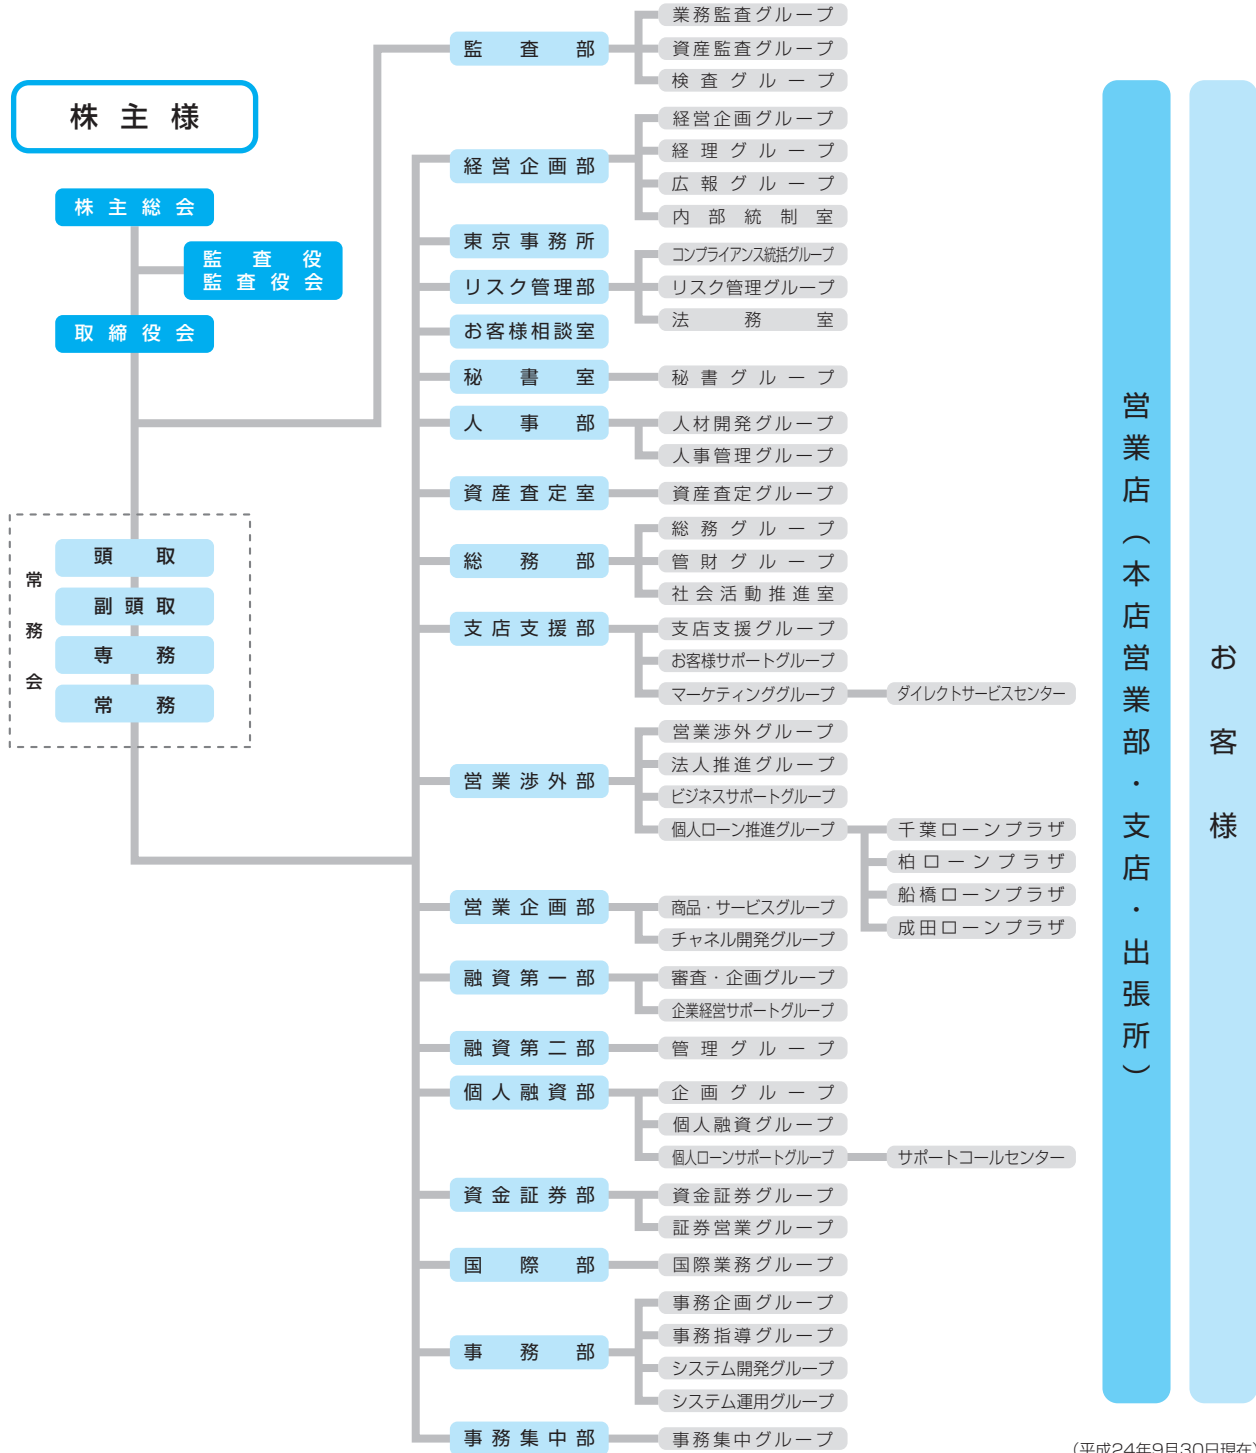 株主様
株主総会
監査役
監査役会
取締役会
常務会
頭取
副頭取
専務
常務
監査部
業務監査グループ
資産監査グループ
検査グループ
経営企画部
経営企画グループ
経理グループ
広報グループ
内部統制室
東京事務所
リスク管理部
コンプライアンス統括グループ
リスク管理グループ
法務室
お客様相談室
秘書室
秘書グループ
人事部
人材開発グループ
人事管理グループ
資産査定室
資産査定グループ
総務部
総務グループ
管財グループ
社会活動推進室
支店支援部
支店支援グループ
お客様サポートグループ
マーケティンググループ
ダイレクトサービスセンター
営業渉外部
営業渉外グループ
法人推進グループ
ビジネスサポートグループ
個人ローン推進グループ
千葉ローンプラザ
柏ローンプラザ
船橋ローンプラザ
成田ローンプラザ
営業企画部
商品・サービスグループ
チャネル開発グループ
融資第一部
審査・企画グループ
企業経営サポートグループ
融資第二部
管理グループ
個人融資部
企画グループ
個人融資グループ
個人ローンサポートグループ
サポートコールセンター
資金証券部
資金証券グループ
証券営業グループ
国際部
国際業務グループ
事務部
事務企画グループ
事務指導グループ
システム開発グループ
システム運用グループ
事務集中部
事務集中グループ
営業店（本店営業部・支店・出張所）
お客様
（平成24年9月30日現在